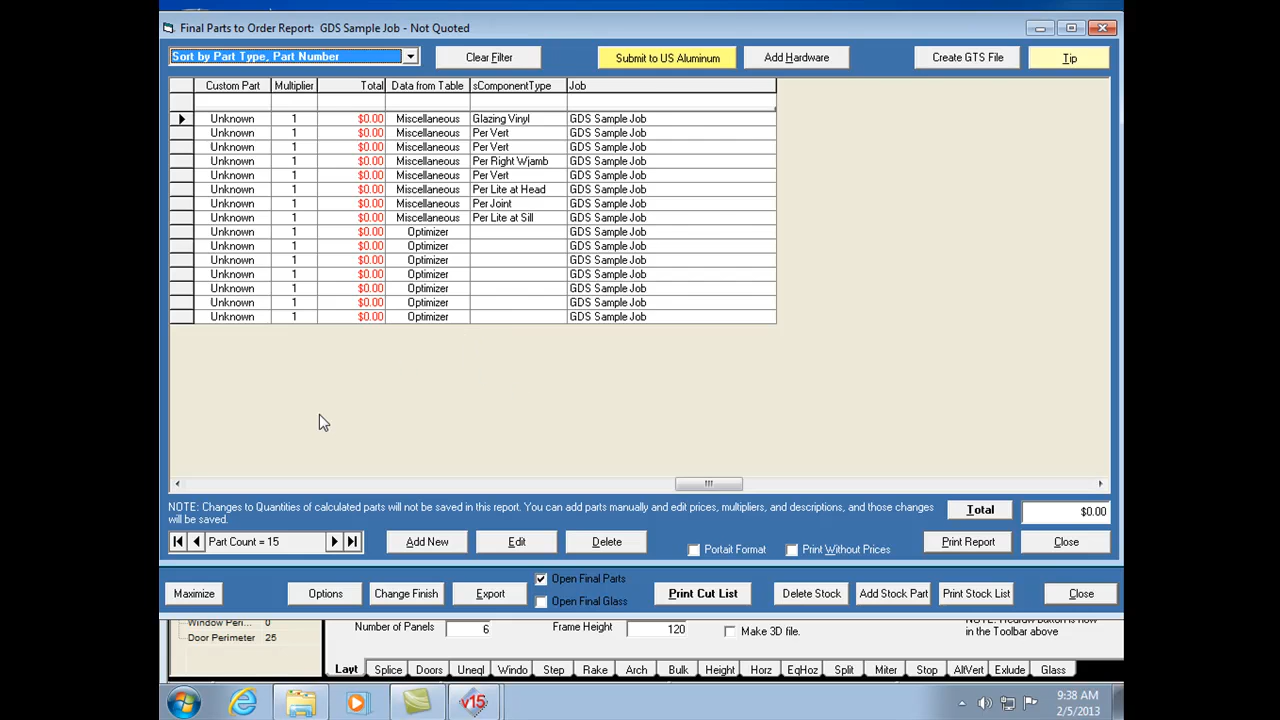 Final Parts to Order Report: GDS Sample Job - Not Quoted
Sort by Part Type, Part Number
Clear Filter
Submit to US Aluminum
Add Hardware
Create GTS File
Tip
Custom Part Multiplier Total Data from Table sComponentType Job
Unknown 1 $0.00 Miscellaneous Glazing Vinyl GDS Sample Job
Unknown 1 $0.00 Miscellaneous Per Vert GDS Sample Job
Unknown 1 $0.00 Miscellaneous Per Vert GDS Sample Job
Unknown 1 $0.00 Miscellaneous Per Right Wjamb GDS Sample Job
Unknown 1 $0.00 Miscellaneous Per Vert GDS Sample Job
Unknown 1 $0.00 Miscellaneous Per Lite at Head GDS Sample Job
Unknown 1 $0.00 Miscellaneous Per Joint GDS Sample Job
Unknown 1 $0.00 Miscellaneous Per Lite at Sill GDS Sample Job
Unknown 1 $0.00 Optimizer GDS Sample Job
Unknown 1 $0.00 Optimizer GDS Sample Job
Unknown 1 $0.00 Optimizer GDS Sample Job
Unknown 1 $0.00 Optimizer GDS Sample Job
Unknown 1 $0.00 Optimizer GDS Sample Job
Unknown 1 $0.00 Optimizer GDS Sample Job
Unknown 1 $0.00 Optimizer GDS Sample Job
NOTE: Changes to Quantities of calculated parts will not be saved in this report. You can add parts manually and edit prices, multipliers, and descriptions, and those changes
will be saved.
Total
$0.00
Part Count = 15
Add New
Edit
Delete
Portait Format
Print Without Prices
Print Report
Close
Maximize
Options
Change Finish
Export
Open Final Parts
Open Final Glass
Print Cut List
Delete Stock
Add Stock Part
Print Stock List
Close
Window Peri... 0
Door Perimeter 25
Number of Panels 6
Frame Height 120
Make 3D file.
in the Toolbar above
Layt Splice Doors Uneql Windo Step Rake Arch Bulk Height Horz EqHoz Split Miter Stop AltVert Exlude Glass
v15
9:38 AM
2/5/2013